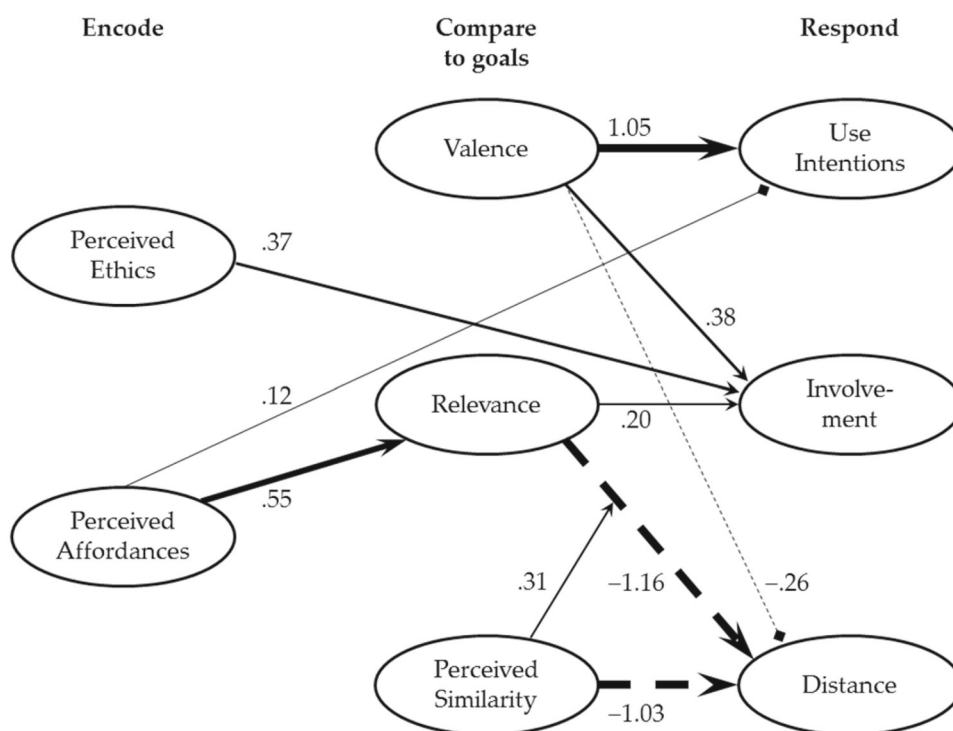 Encode
Compare
to goals
Respond
Valence
1.05
Use
Intentions
Perceived
Ethics
.37
.38
.12
Relevance
.20
Involve-
ment
.55
Perceived
Affordances
.31
–1.16
–.26
Perceived
Similarity
–1.03
Distance